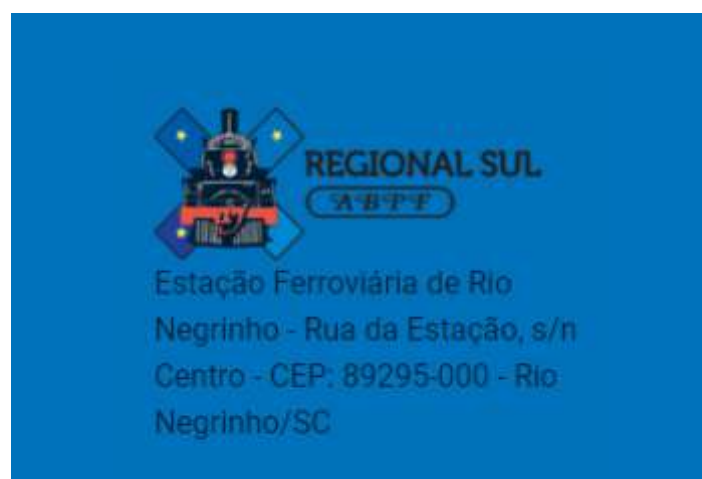 REGIONAL SUL
ABPF
Estação Ferroviária de Rio
Negrinho - Rua da Estação, s/n
Centro - CEP: 89295-000 - Rio
Negrinho/SC